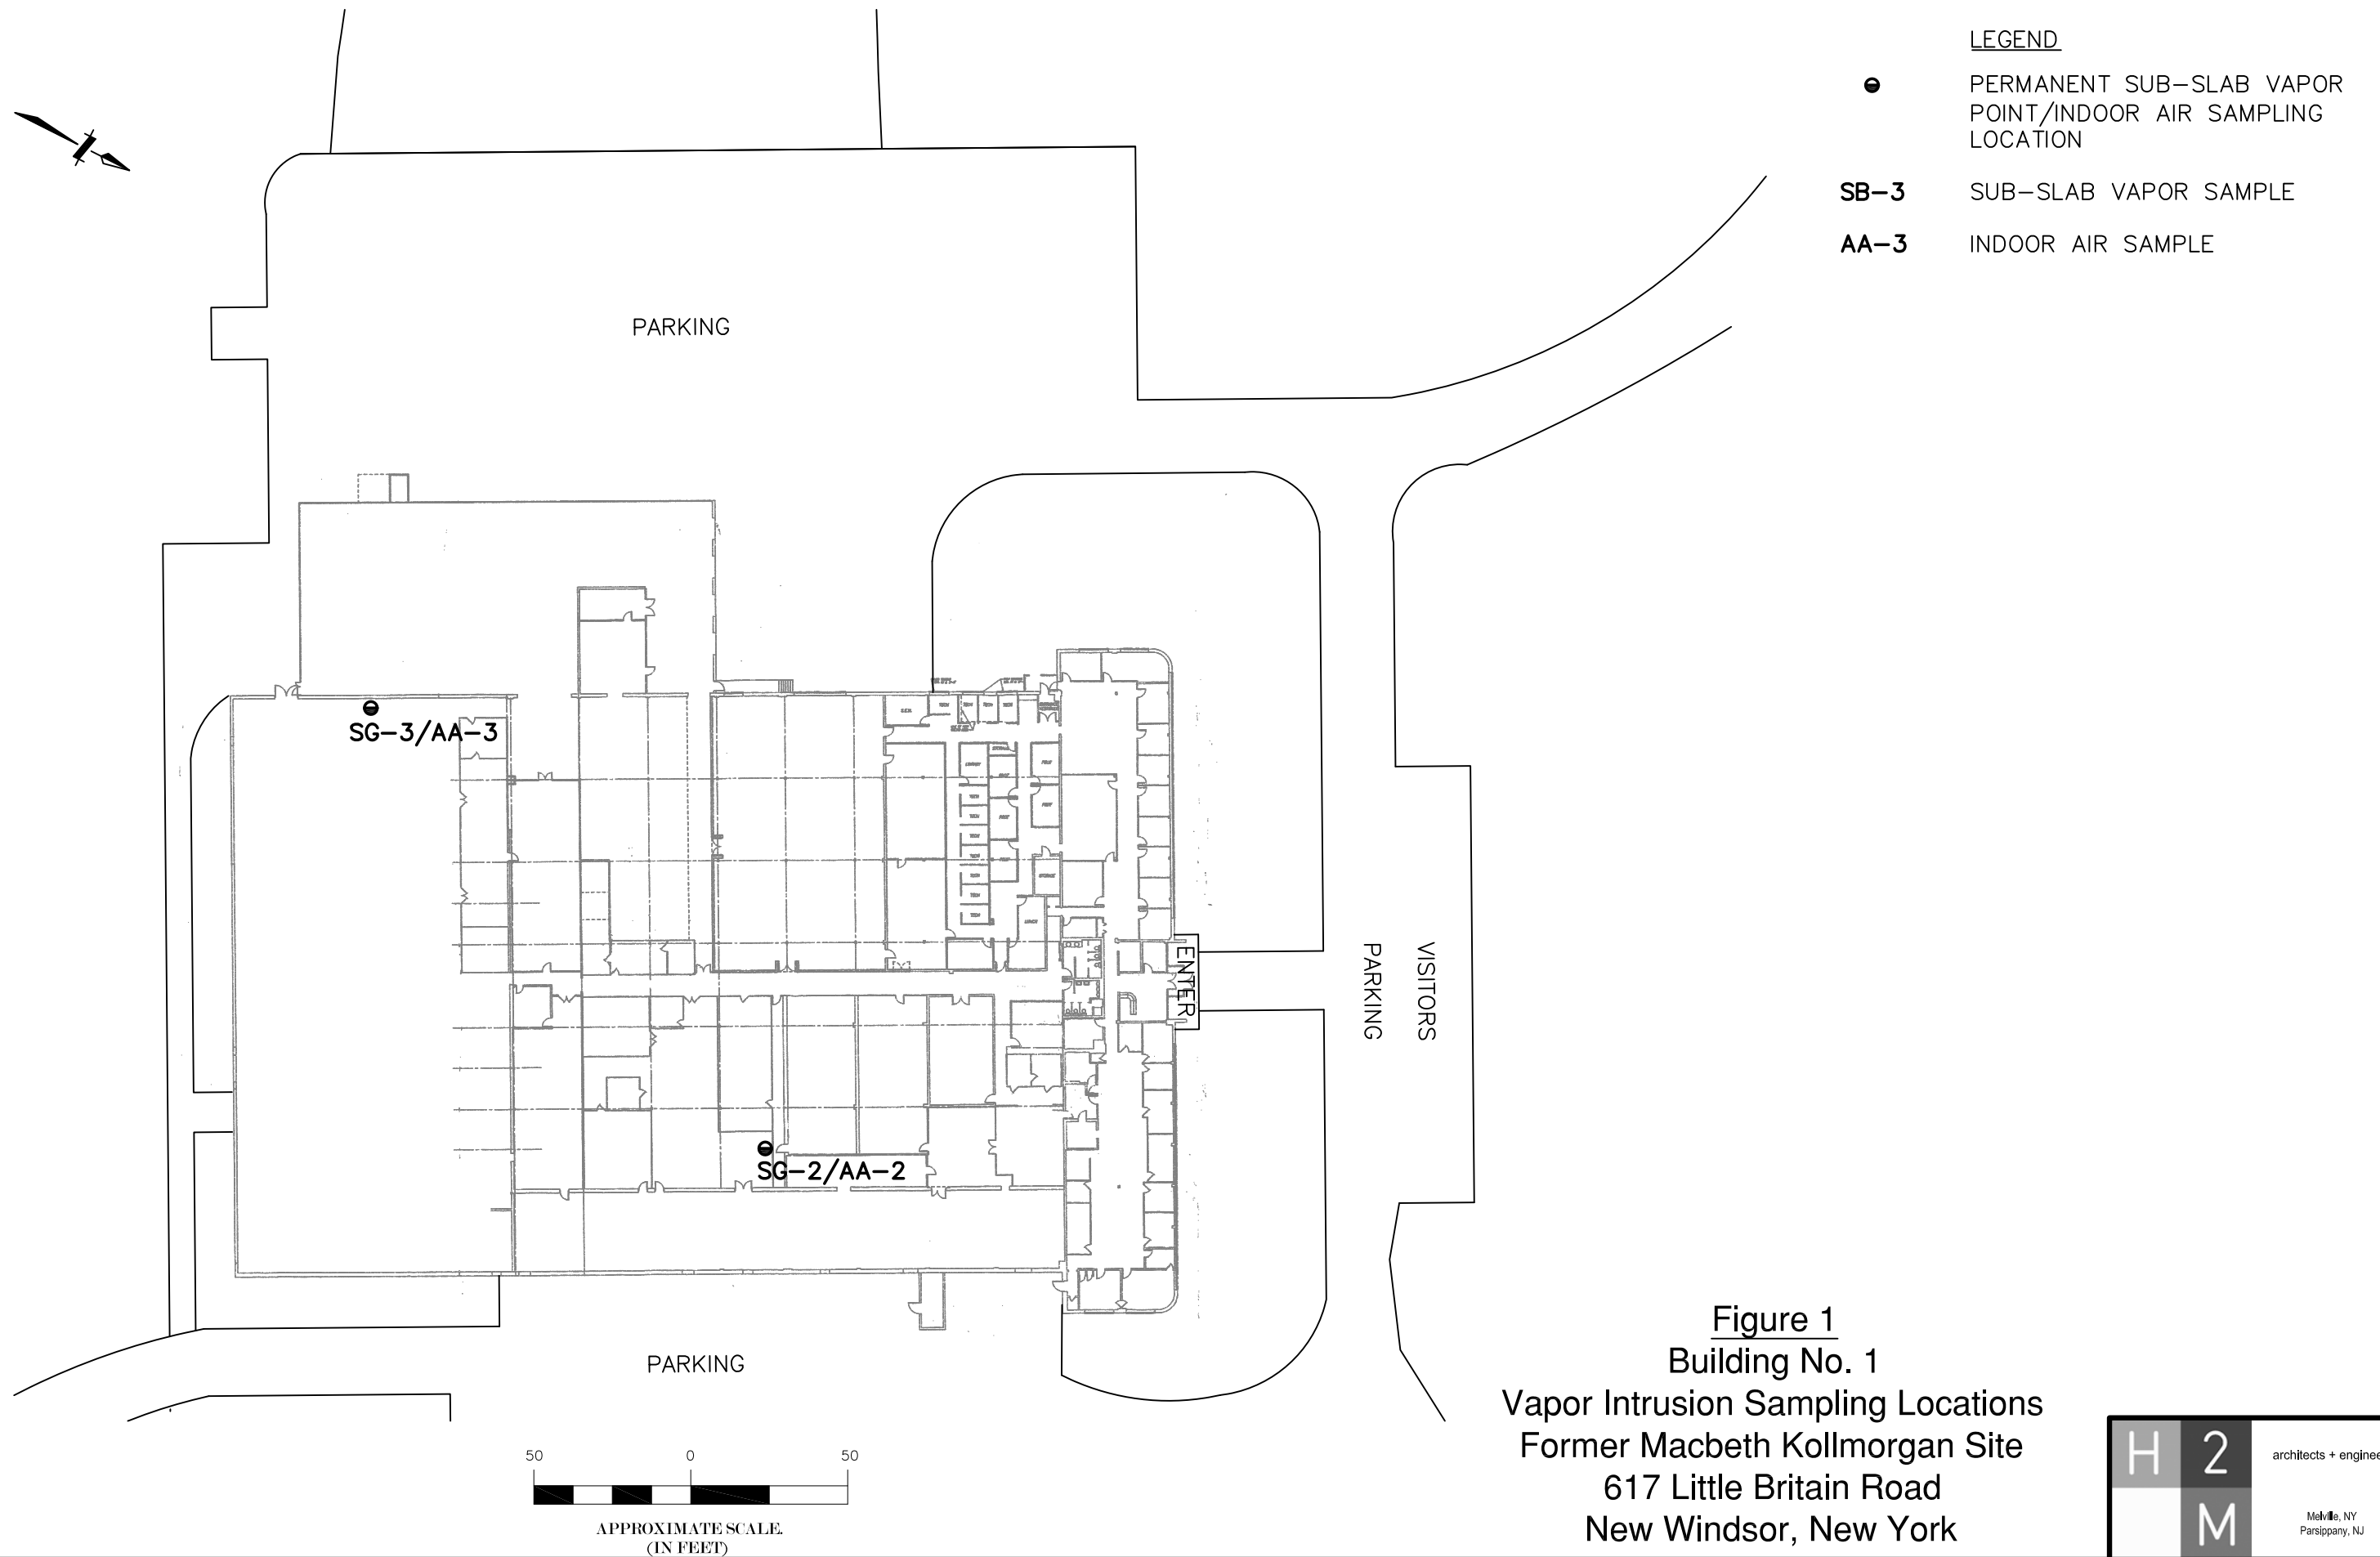 LEGEND
PERMANENT SUB-SLAB VAPOR
POINT/INDOOR AIR SAMPLING
LOCATION
SB-3 SUB-SLAB VAPOR SAMPLE
AA-3 INDOOR AIR SAMPLE
PARKING
SG-3/AA-3
ENTER
PARKING
VISITORS
SG-2/AA-2
PARKING
50 0 50
APPROXIMATE SCALE.
(IN FEET)
Figure 1
Building No. 1
Vapor Intrusion Sampling Locations
Former Macbeth Kollmorgan Site
617 Little Britain Road
New Windsor, New York
H2M
architects + enginee
Melville, NY
Parsippany, NJ